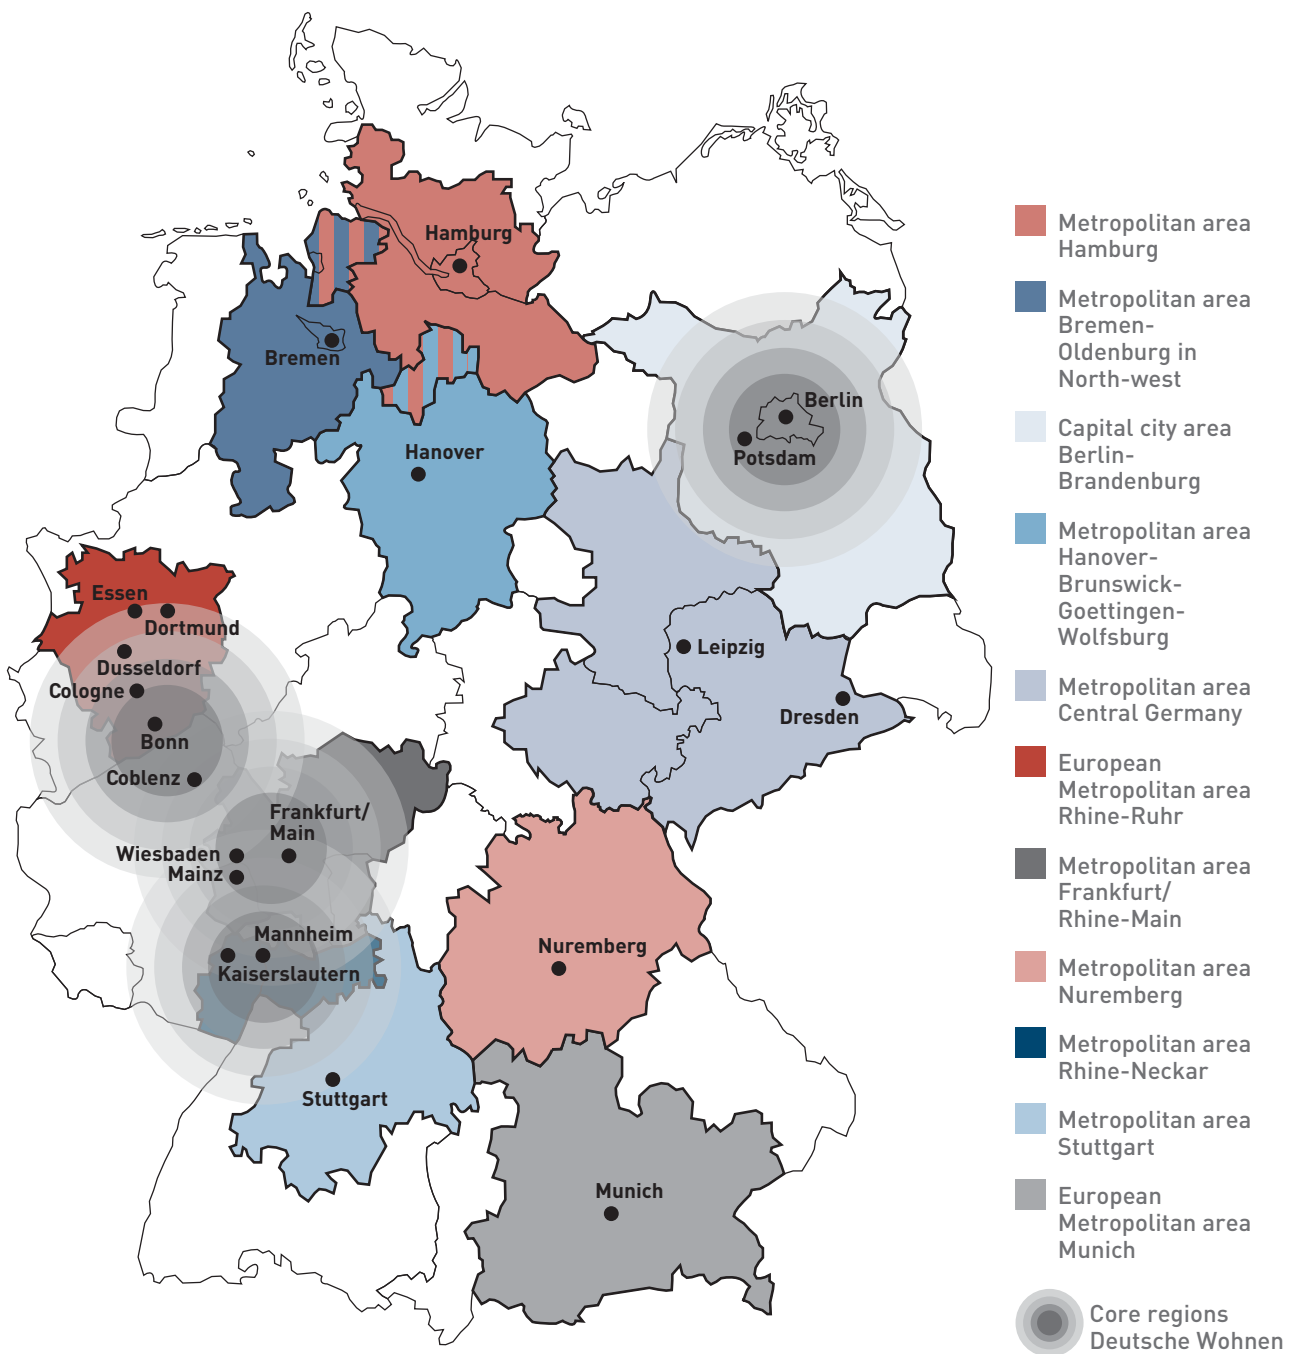 Hamburg
Bremen
Berlin
Potsdam
Hanover
Essen
Dortmund
Dusseldorf
Cologne
Bonn
Coblenz
Leipzig
Dresden
Frankfurt/
Main
Wiesbaden
Mainz
Mannheim
Kaiserslautern
Nuremberg
Stuttgart
Munich
Metropolitan area
Hamburg
Metropolitan area
Bremen-
Oldenburg in
North-west
Capital city area
Berlin-
Brandenburg
Metropolitan area
Hanover-
Brunswick-
Goettingen-
Wolfsburg
Metropolitan area
Central Germany
European
Metropolitan area
Rhine-Ruhr
Metropolitan area
Frankfurt/
Rhine-Main
Metropolitan area
Nuremberg
Metropolitan area
Rhine-Neckar
Metropolitan area
Stuttgart
European
Metropolitan area
Munich
Core regions
Deutsche Wohnen